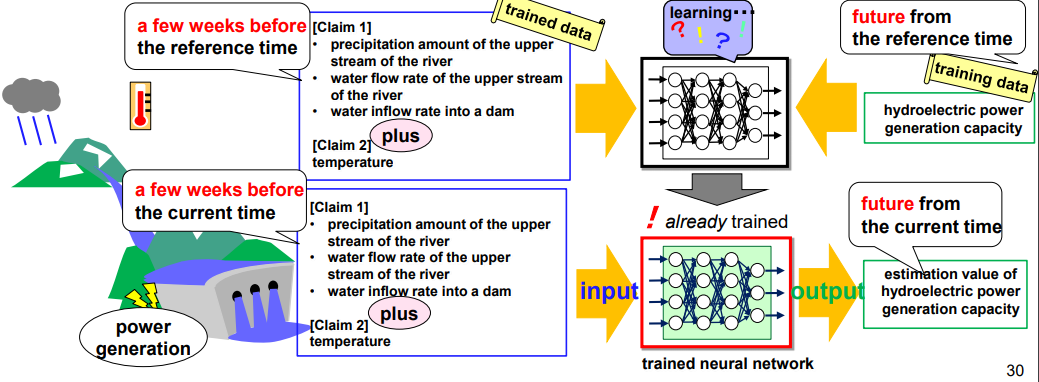 a few weeks before
the reference time
[Claim 1]
• precipitation amount of the upper
stream of the river
• water flow rate of the upper stream
of the river
• water inflow rate into a dam
plus
[Claim 2]
temperature
trained data
learning･･･
? ! ? !
future from
the reference time
training data
hydroelectric power
generation capacity
a few weeks before
the current time
[Claim 1]
• precipitation amount of the upper
stream of the river
• water flow rate of the upper
stream of the river
• water inflow rate into a dam
plus
[Claim 2]
temperature
power
generation
! already trained
input
output
trained neural network
future from
the current time
estimation value of
hydroelectric power
generation capacity
30